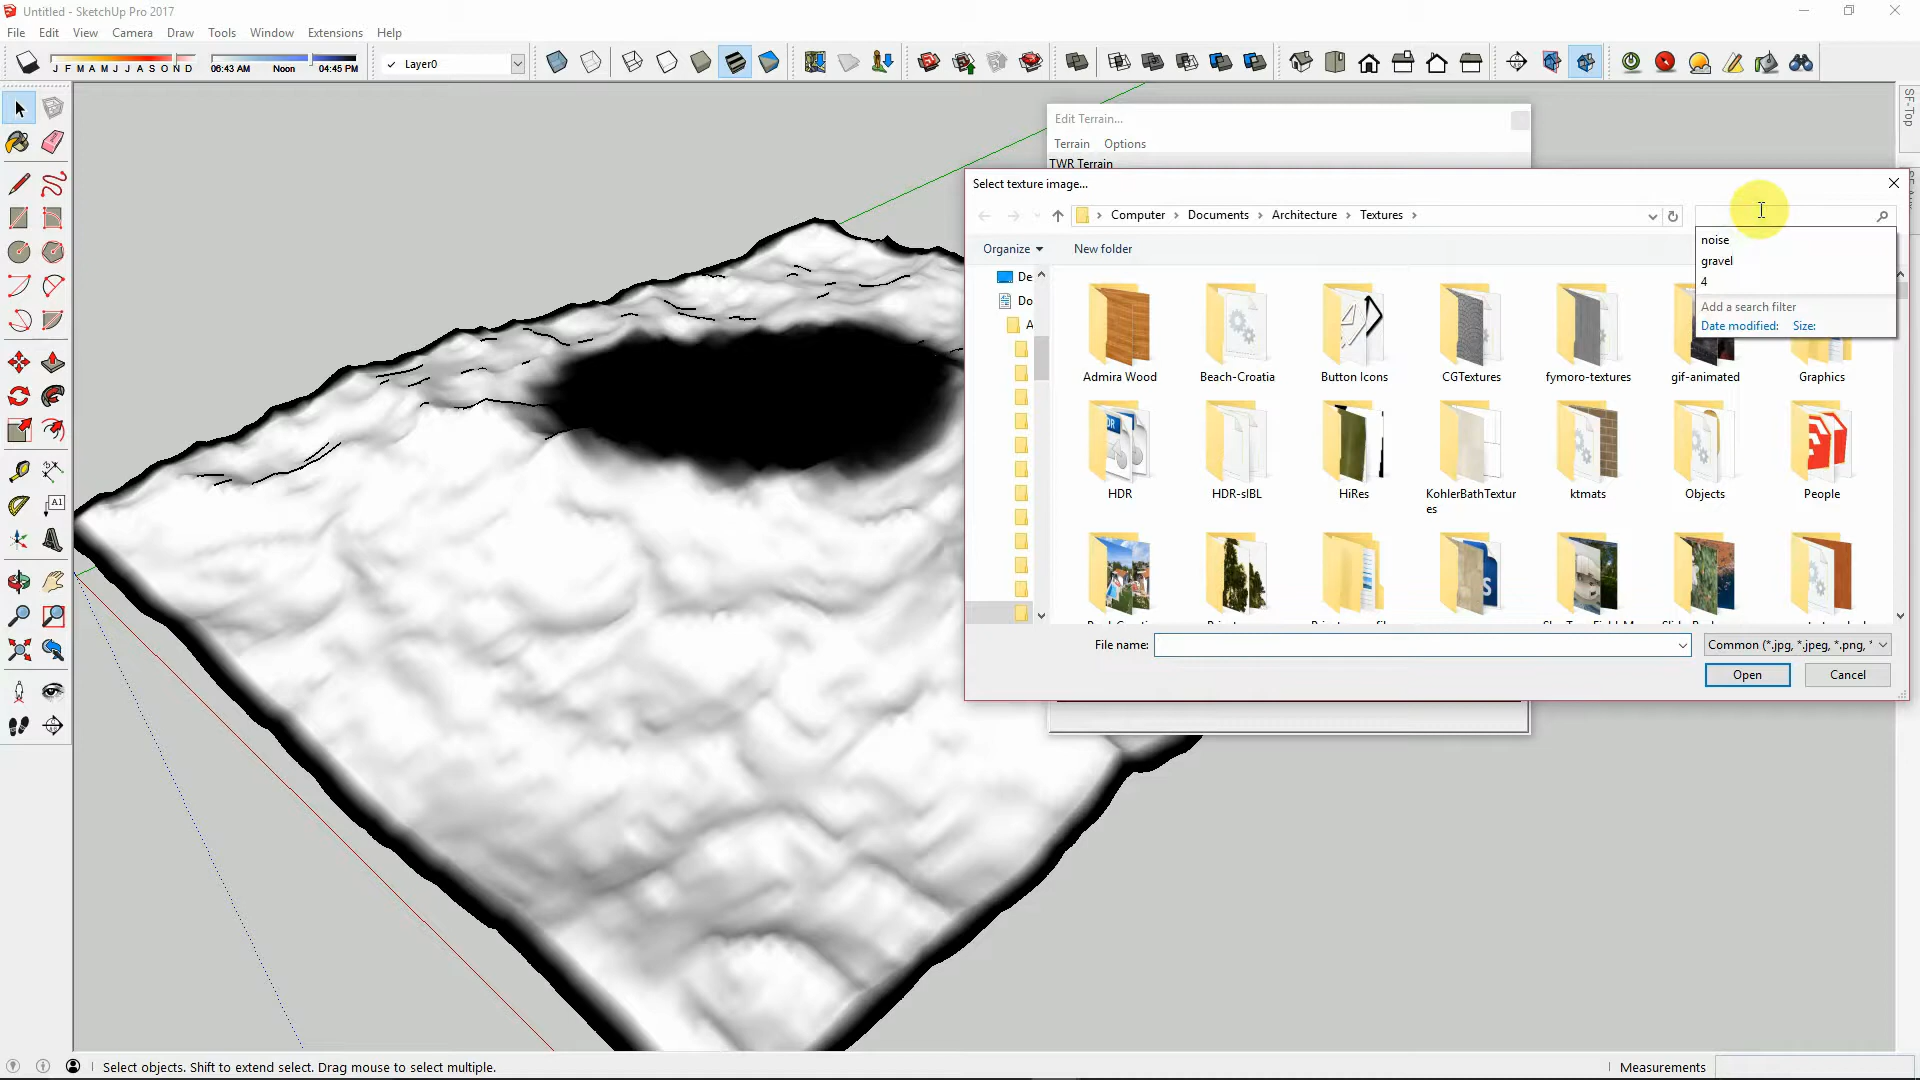 Untitled - SketchUp Pro 2017
File Edit View Camera Draw Tools Window Extensions Help
J F M A M J J A S O N D 06:43 AM Noon 04:45 PM Layer0
SF-Top
Edit Terrain...
Terrain Options
TWR Terrain
Select texture image...
Computer Documents Architecture Textures
Organize New folder
noise
gravel
4
Add a search filter
Date modified: Size:
De
Do
A
Admira Wood Beach-Croatia Button Icons CGTextures fymoro-textures gif-animated Graphics
HDR HDR-sIBL HiRes KohlerBathTextur
es ktmats Objects People
File name: Common (*.jpg, *.jpeg, *.png, *
Open Cancel
A1
Select objects. Shift to extend select. Drag mouse to select multiple. Measurements